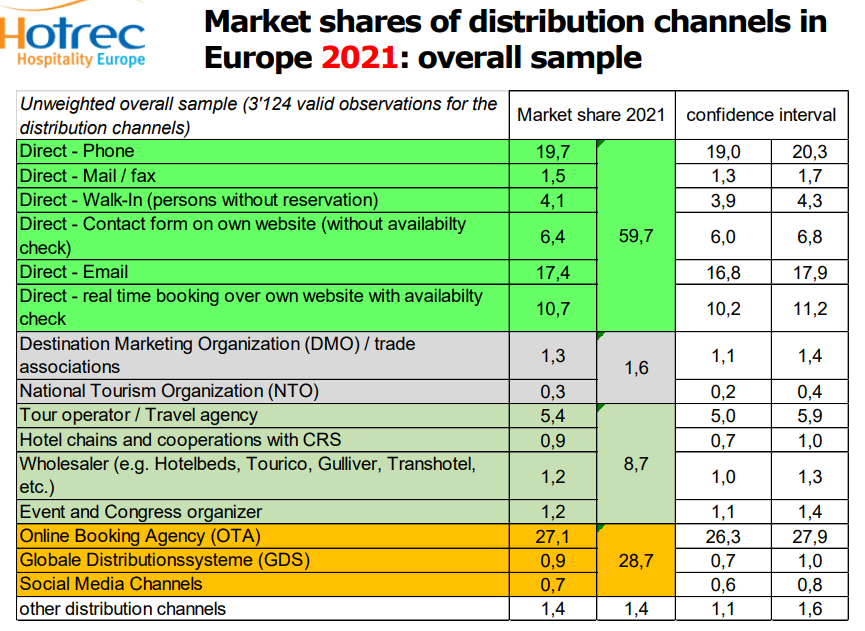 Hotrec
Hospitality Europe
Market shares of distribution channels in
Europe 2021: overall sample
Unweighted overall sample (3'124 valid observations for the
distribution channels)
Market share 2021
confidence interval
Direct - Phone 19,7 19,0 20,3
Direct - Mail / fax 1,5 1,3 1,7
Direct - Walk-In (persons without reservation) 4,1 3,9 4,3
Direct - Contact form on own website (without availabilty
check) 6,4 59,7 6,0 6,8
Direct - Email 17,4 16,8 17,9
Direct - real time booking over own website with availabilty
check 10,7 10,2 11,2
Destination Marketing Organization (DMO) / trade
associations 1,3 1,6 1,1 1,4
National Tourism Organization (NTO) 0,3 0,2 0,4
Tour operator / Travel agency 5,4 5,0 5,9
Hotel chains and cooperations with CRS 0,9 0,7 1,0
Wholesaler (e.g. Hotelbeds, Tourico, Gulliver, Transhotel,
etc.) 1,2 8,7 1,0 1,3
Event and Congress organizer 1,2 1,1 1,4
Online Booking Agency (OTA) 27,1 26,3 27,9
Globale Distributionssysteme (GDS) 0,9 28,7 0,7 1,0
Social Media Channels 0,7 0,6 0,8
other distribution channels 1,4 1,4 1,1 1,6